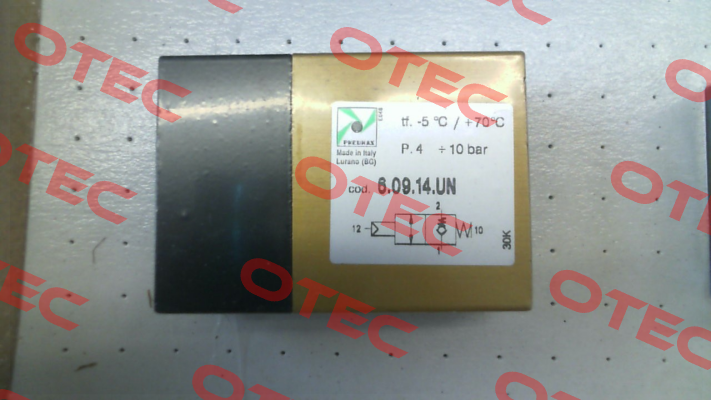 PNEUMAX
Made in Italy
Lurano (BG)
tf. -5 °C / +70°C
P. 4 ÷ 10 bar
cod. 6.09.14.UN
2
12
10
1
30K
OTEC
OTEC
OTEC
OTEC
OTEC
OTEC
OTEC
OTEC
OTEC
OTEC
OTEC